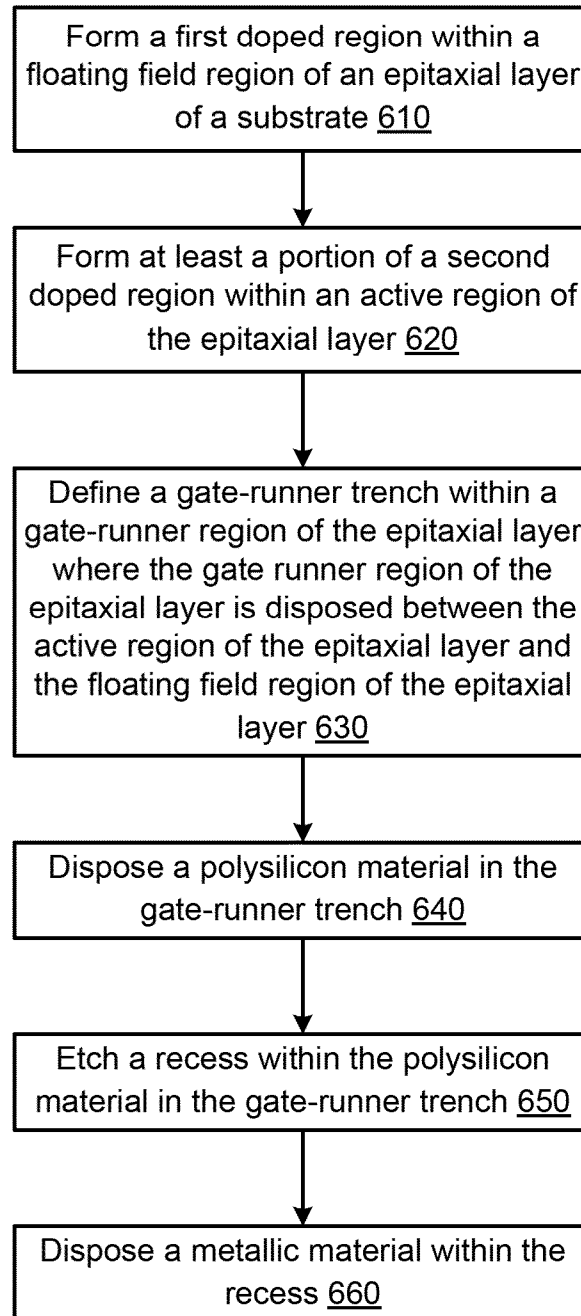 Form a first doped region within a
floating field region of an epitaxial layer
of a substrate 610
Form at least a portion of a second
doped region within an active region of
the epitaxial layer 620
Define a gate-runner trench within a
gate-runner region of the epitaxial layer
where the gate runner region of the
epitaxial layer is disposed between the
active region of the epitaxial layer and
the floating field region of the epitaxial
layer 630
Dispose a polysilicon material in the
gate-runner trench 640
Etch a recess within the polysilicon
material in the gate-runner trench 650
Dispose a metallic material within the
recess 660